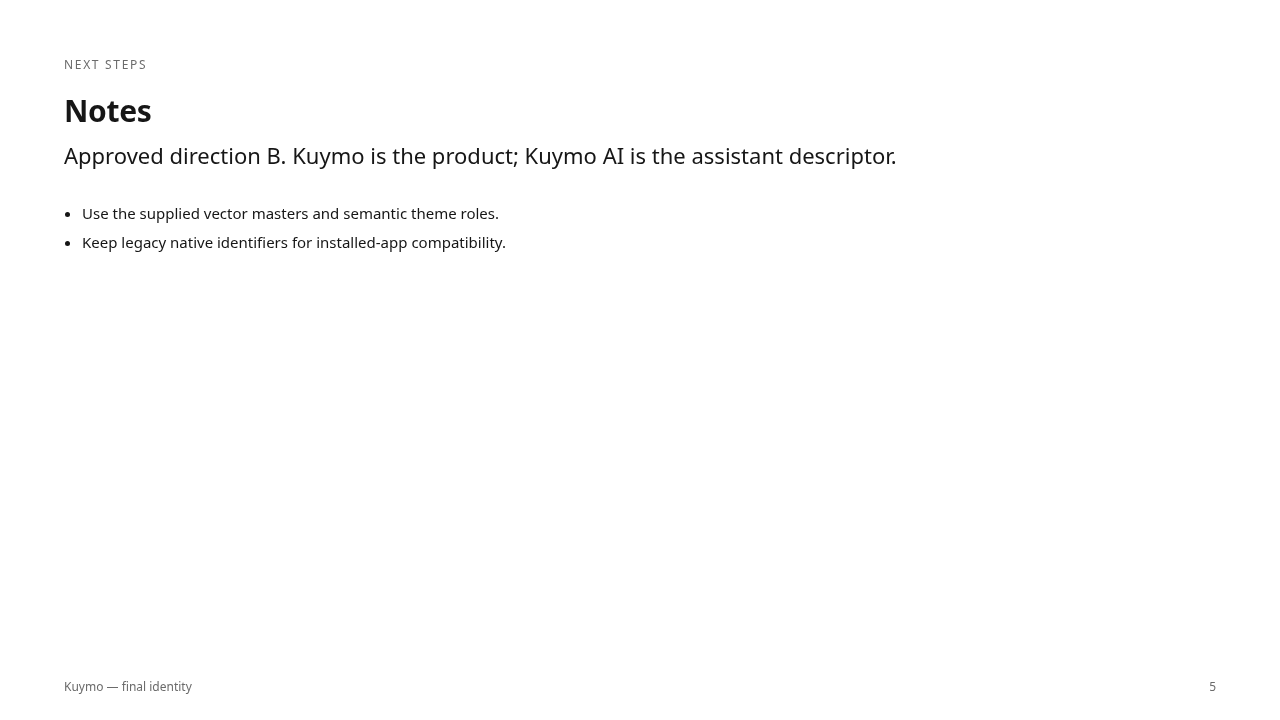 NEXT STEPS
Notes
Approved direction B. Kuymo is the product; Kuymo AI is the assistant descriptor.
• Use the supplied vector masters and semantic theme roles.
• Keep legacy native identifiers for installed-app compatibility.
Kuymo — final identity
5